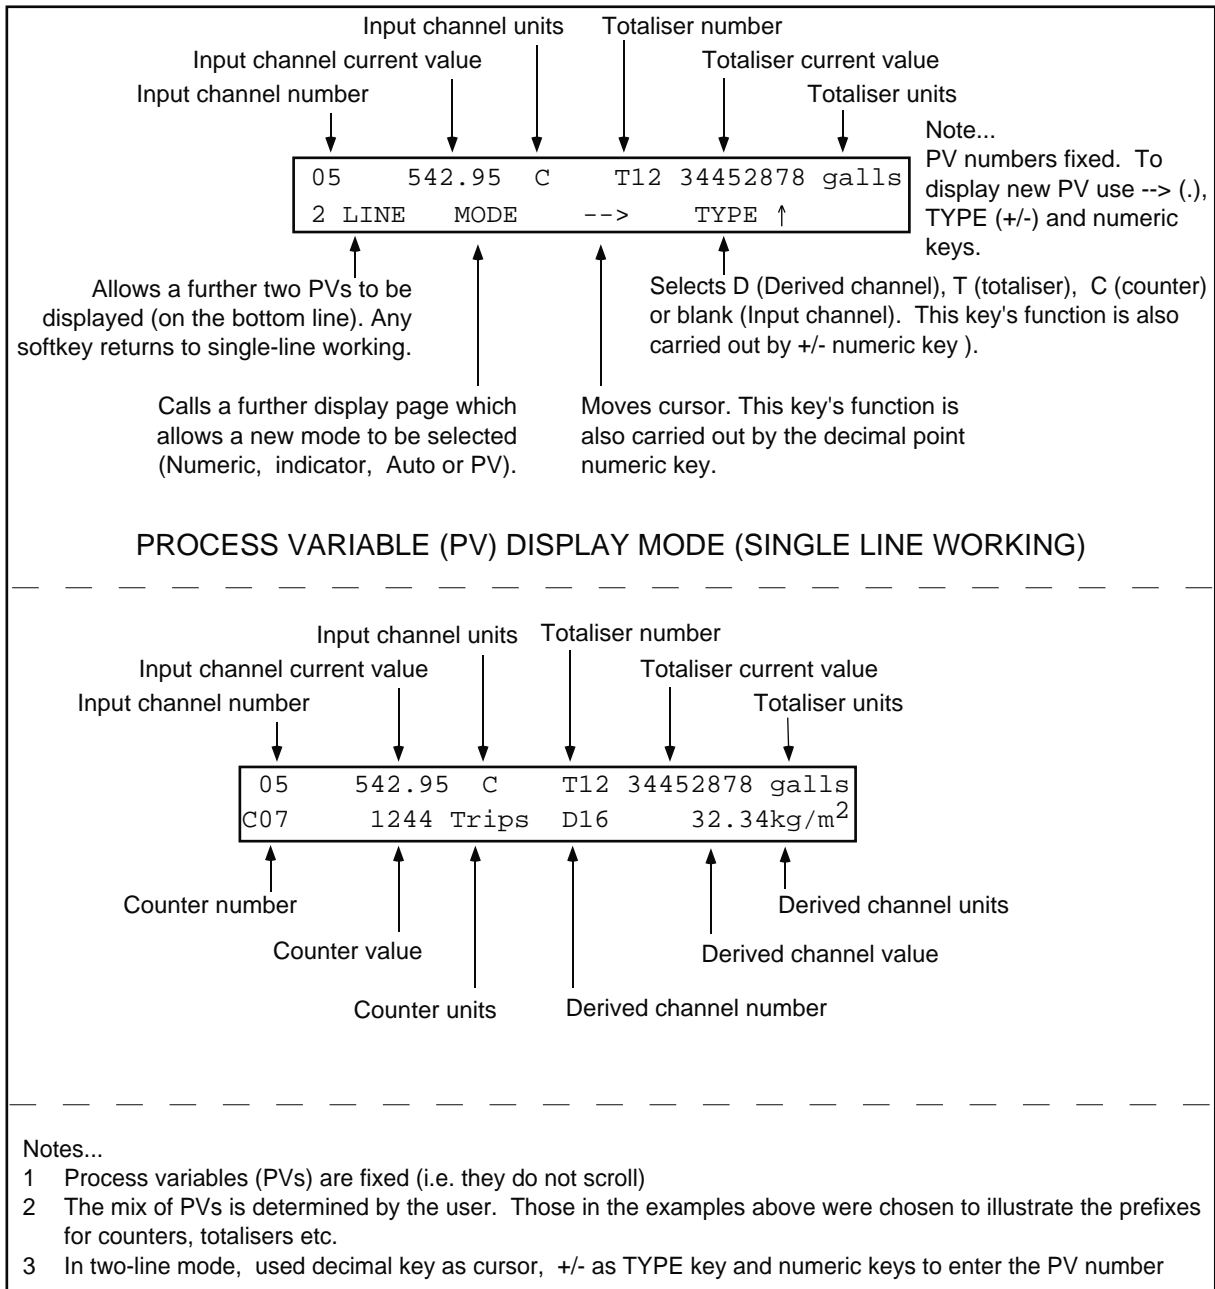 Input channel units Totaliser number
Input channel current value Totaliser current value
Input channel number Totaliser units
05 542.95 C T12 34452878 galls
2 LINE MODE --> TYPE ↑
Note...
PV numbers fixed. To
display new PV use --> (.),
TYPE (+/-) and numeric
keys.
Allows a further two PVs to be
displayed (on the bottom line). Any
softkey returns to single-line working.
Selects D (Derived channel), T (totaliser), C (counter)
or blank (Input channel). This key's function is also
carried out by +/- numeric key ).
Calls a further display page which
allows a new mode to be selected
(Numeric, indicator, Auto or PV).
Moves cursor. This key's function is
also carried out by the decimal point
numeric key.
PROCESS VARIABLE (PV) DISPLAY MODE (SINGLE LINE WORKING)
Input channel units Totaliser number
Input channel current value Totaliser current value
Input channel number Totaliser units
05 542.95 C T12 34452878 galls
C07 1244 Trips D16 32.34kg/m²
Counter number Derived channel units
Counter value Derived channel value
Counter units Derived channel number
Notes...
1 Process variables (PVs) are fixed (i.e. they do not scroll)
2 The mix of PVs is determined by the user. Those in the examples above were chosen to illustrate the prefixes
for counters, totalisers etc.
3 In two-line mode, used decimal key as cursor, +/- as TYPE key and numeric keys to enter the PV number